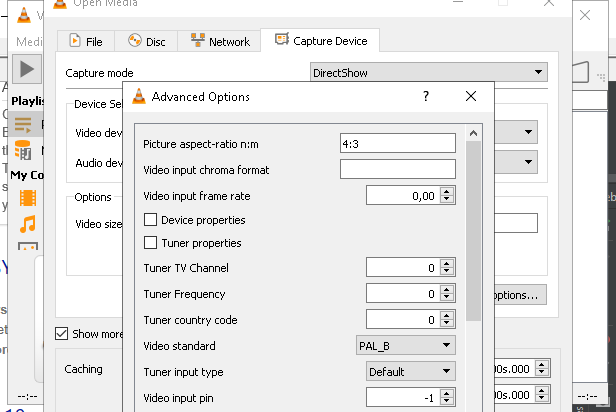 Open Media
Medi
File
Disc
Network
Capture Device
Capture mode
DirectShow
Playlis
Device Sel
Advanced Options
?
Video dev
Audio dev
My Co
Options
Video size
Picture aspect-ratio n:m
4:3
Video input chroma format
Video input frame rate
0,00
Device properties
Tuner properties
Tuner TV Channel
0
Tuner Frequency
0
ptions...
Tuner country code
0
Show more
Video standard
PAL_B
Caching
00s.000
Tuner input type
Default
00s.000
Video input pin
-1
--:--
--:--